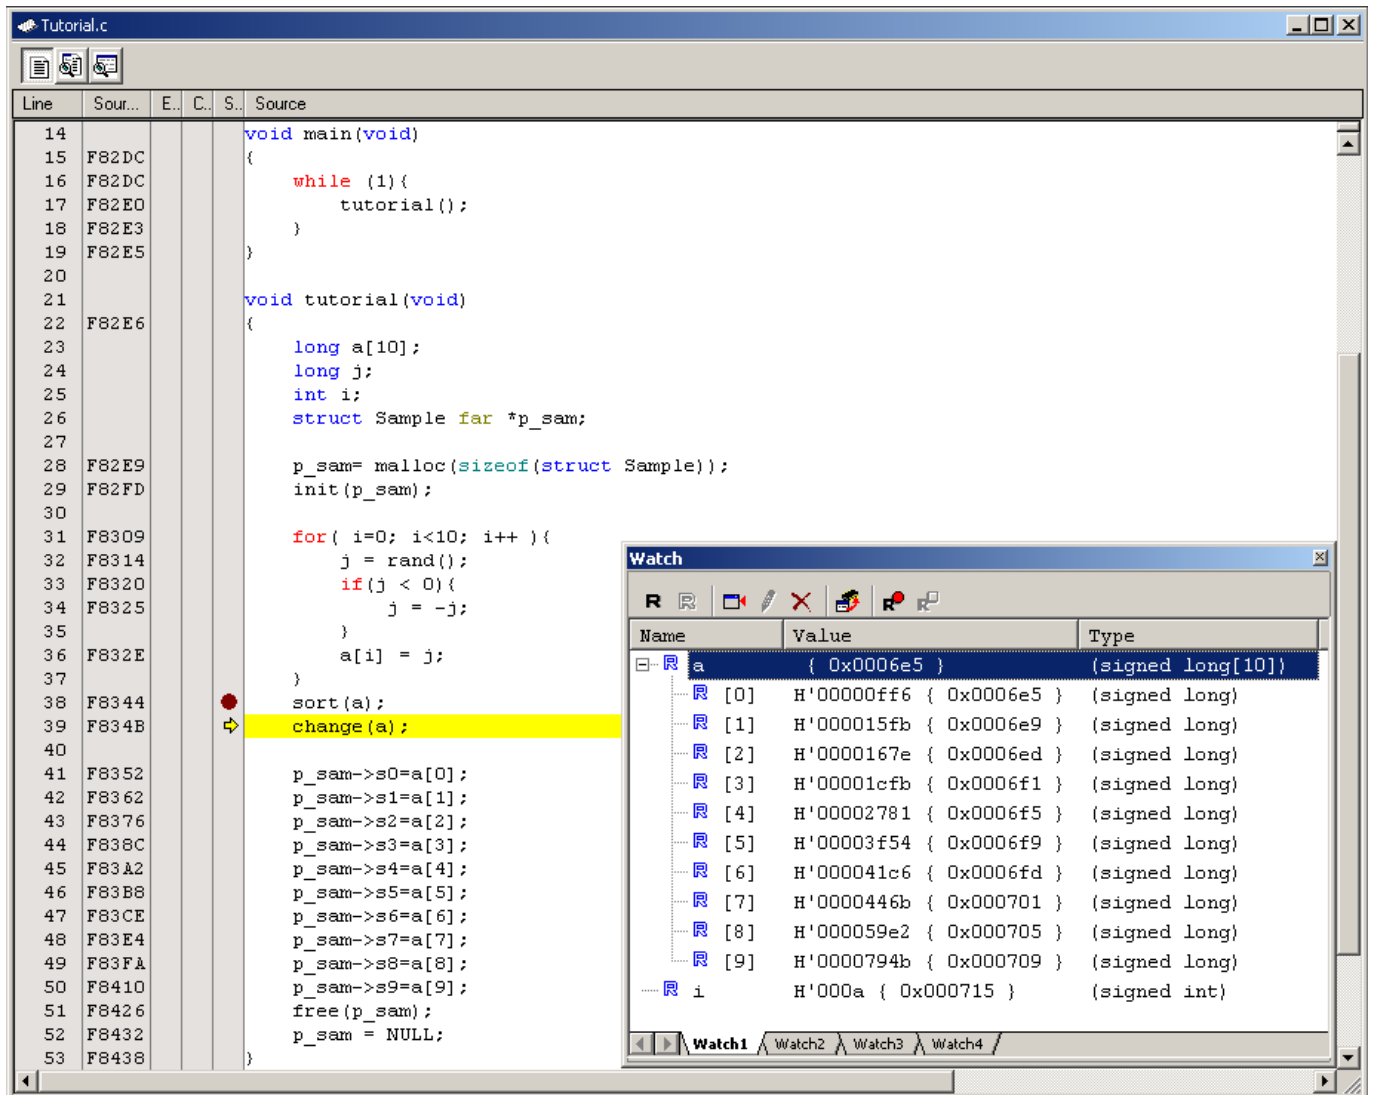 Tutorial.c
Line Sour... E.. C.. S.. Source
14 void main(void)
15 F82DC {
16 F82DC while (1){
17 F82E0 tutorial();
18 F82E3 }
19 F82E5 }
20
21 void tutorial(void)
22 F82E6 {
23 long a[10];
24 long j;
25 int i;
26 struct Sample far *p_sam;
27
28 F82E9 p_sam= malloc(sizeof(struct Sample));
29 F82FD init(p_sam);
30
31 F8309 for( i=0; i<10; i++ ){
32 F8314 j = rand();
33 F8320 if(j < 0){
34 F8325 j = -j;
35 }
36 F832E a[i] = j;
37 }
38 F8344 sort(a);
39 F834B change(a);
40
41 F8352 p_sam->s0=a[0];
42 F8362 p_sam->s1=a[1];
43 F8376 p_sam->s2=a[2];
44 F838C p_sam->s3=a[3];
45 F83A2 p_sam->s4=a[4];
46 F83B8 p_sam->s5=a[5];
47 F83CE p_sam->s6=a[6];
48 F83E4 p_sam->s7=a[7];
49 F83FA p_sam->s8=a[8];
50 F8410 p_sam->s9=a[9];
51 F8426 free(p_sam);
52 F8432 p_sam = NULL;
53 F8438 }
Watch
R R R R
Name Value Type
R a { 0x0006e5 } (signed long[10])
R [0] H'00000ff6 { 0x0006e5 } (signed long)
R [1] H'000015fb { 0x0006e9 } (signed long)
R [2] H'0000167e { 0x0006ed } (signed long)
R [3] H'00001cfb { 0x0006f1 } (signed long)
R [4] H'00002781 { 0x0006f5 } (signed long)
R [5] H'00003f54 { 0x0006f9 } (signed long)
R [6] H'000041c6 { 0x0006fd } (signed long)
R [7] H'0000446b { 0x000701 } (signed long)
R [8] H'000059e2 { 0x000705 } (signed long)
R [9] H'0000794b { 0x000709 } (signed long)
R i H'000a { 0x000715 } (signed int)
Watch1 Watch2 Watch3 Watch4